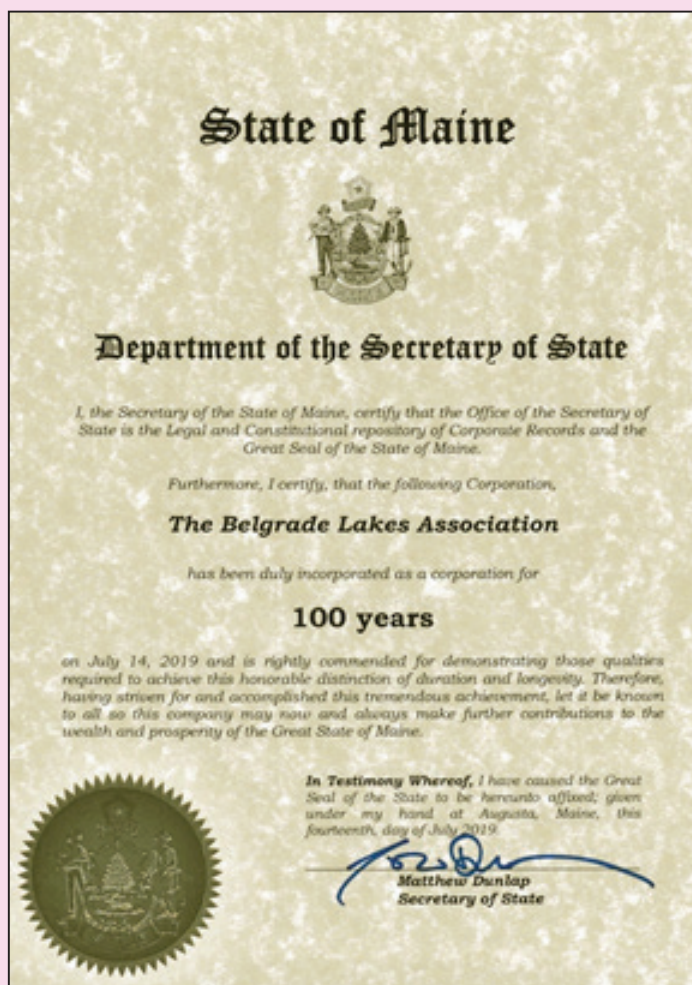 State of Maine
Department of the Secretary of State
I, the Secretary of the State of Maine, certify that the Office of the Secretary of
State is the Legal and Constitutional repository of Corporate Records and the
Great Seal of the State of Maine.
Furthermore, I certify, that the following Corporation,
The Belgrade Lakes Association
has been duly incorporated as a corporation for
100 years
on July 14, 2019 and is rightly commended for demonstrating those qualities
required to achieve this honorable distinction of duration and longevity. Therefore,
having striven for and accomplished this tremendous achievement, let it be known
to all so this company may now and always make further contributions to the
wealth and prosperity of the Great State of Maine.
In Testimony Whereof, I have caused the Great
Seal of the State to be hereunto affixed; given
under my hand at Augusta, Maine, this
fourteenth, day of July 2019.
Matthew Dunlap
Secretary of State